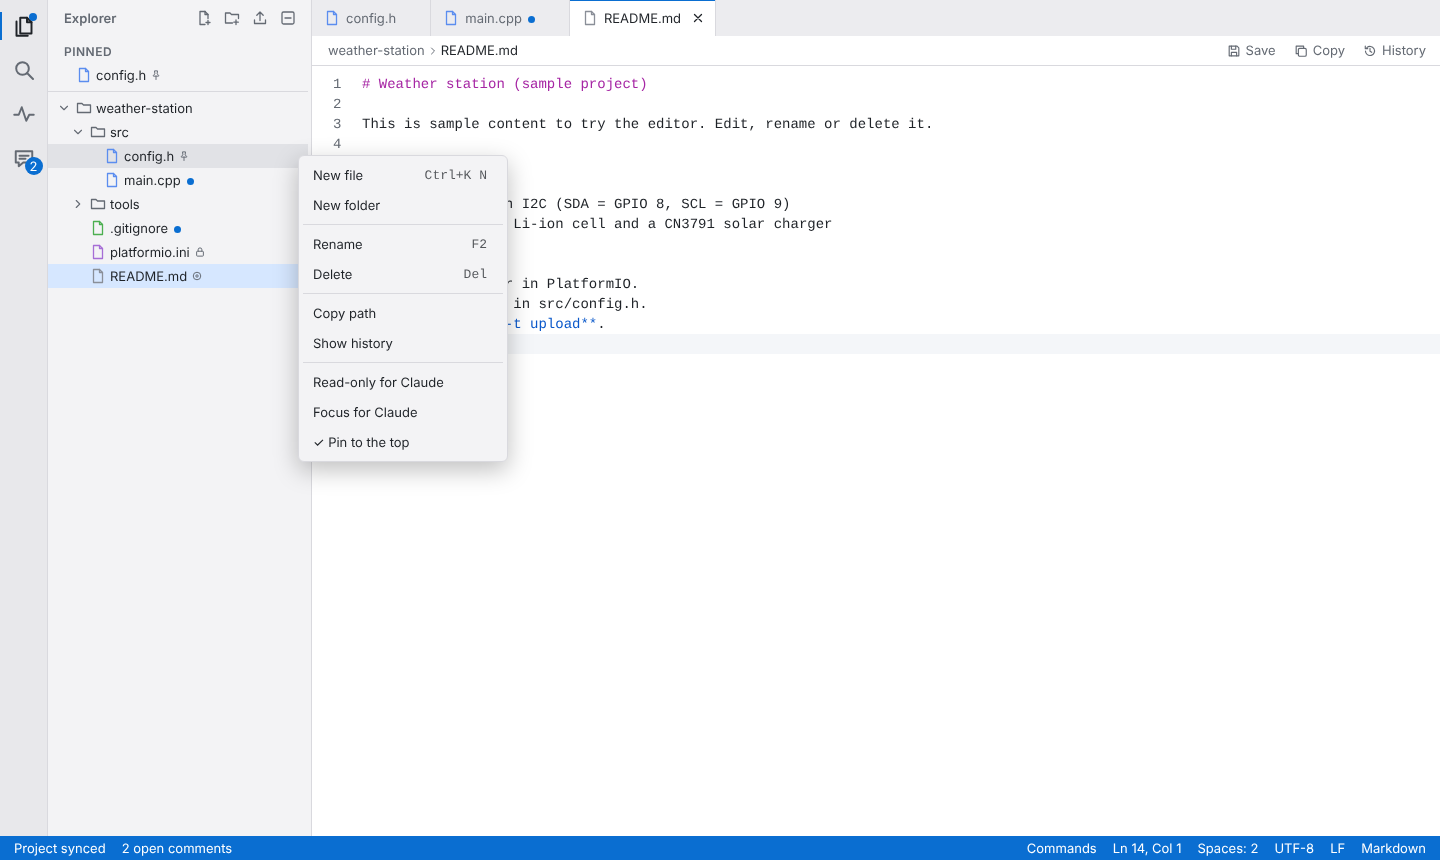 Explorer
PINNED
config.h
weather-station
src
config.h
main.cpp
tools
.gitignore
platformio.ini
README.md
2
config.h
main.cpp
README.md
weather-station > README.md
Save Copy History
1 # Weather station (sample project)
2
3 This is sample content to try the editor. Edit, rename or delete it.
4
I2C (SDA = GPIO 8, SCL = GPIO 9)
Li-ion cell and a CN3791 solar charger
in PlatformIO.
in src/config.h.
-t upload**.
New file Ctrl+K N
New folder
Rename F2
Delete Del
Copy path
Show history
Read-only for Claude
Focus for Claude
✓ Pin to the top
Project synced 2 open comments
Commands Ln 14, Col 1 Spaces: 2 UTF-8 LF Markdown